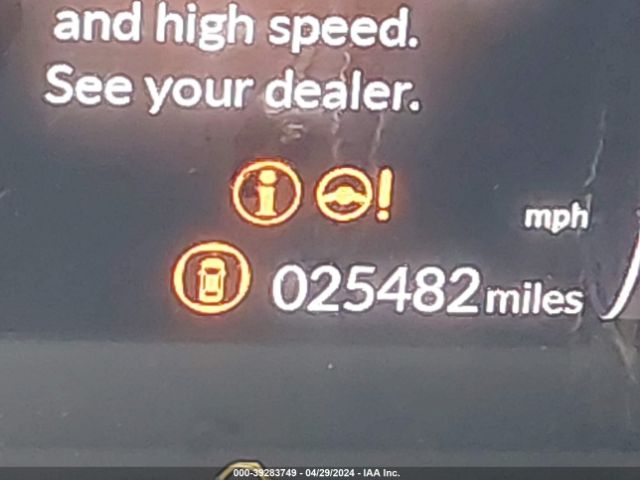 and high speed.
See your dealer.
mph
025482 miles
000-39283749 - 04/29/2024 - IAA Inc.